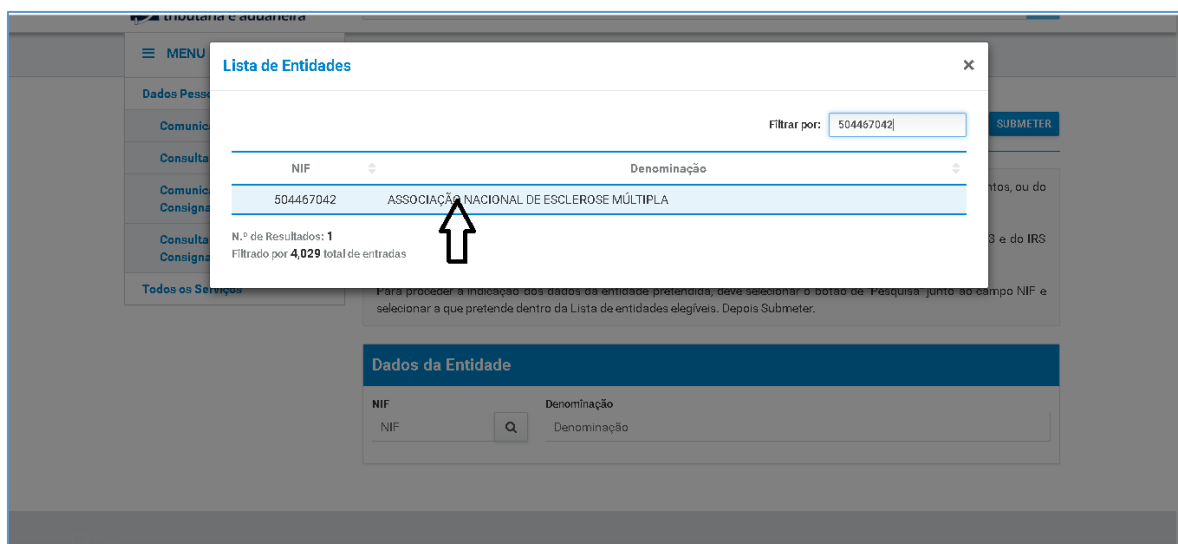 tributária e aduaneira
MENU
Lista de Entidades
×
Dados Pesso
Filtrar por: 504467042
SUBMETER
Comunic
Consulta
NIF Denominação
Comunic
Consigna
ntos, ou do
504467042 ASSOCIAÇÃO NACIONAL DE ESCLEROSE MÚLTIPLA
Consulta
Consigna
N.º de Resultados: 1
S e do IRS
Filtrado por 4,029 total de entradas
Todos os Serviços
Para proceder à indicação dos dados da entidade pretendida, deve selecionar o botão de 'Pesquisa' junto ao campo NIF e
selecionar a que pretende dentro da Lista de entidades elegíveis. Depois Submeter.
Dados da Entidade
NIF Denominação
NIF Denominação